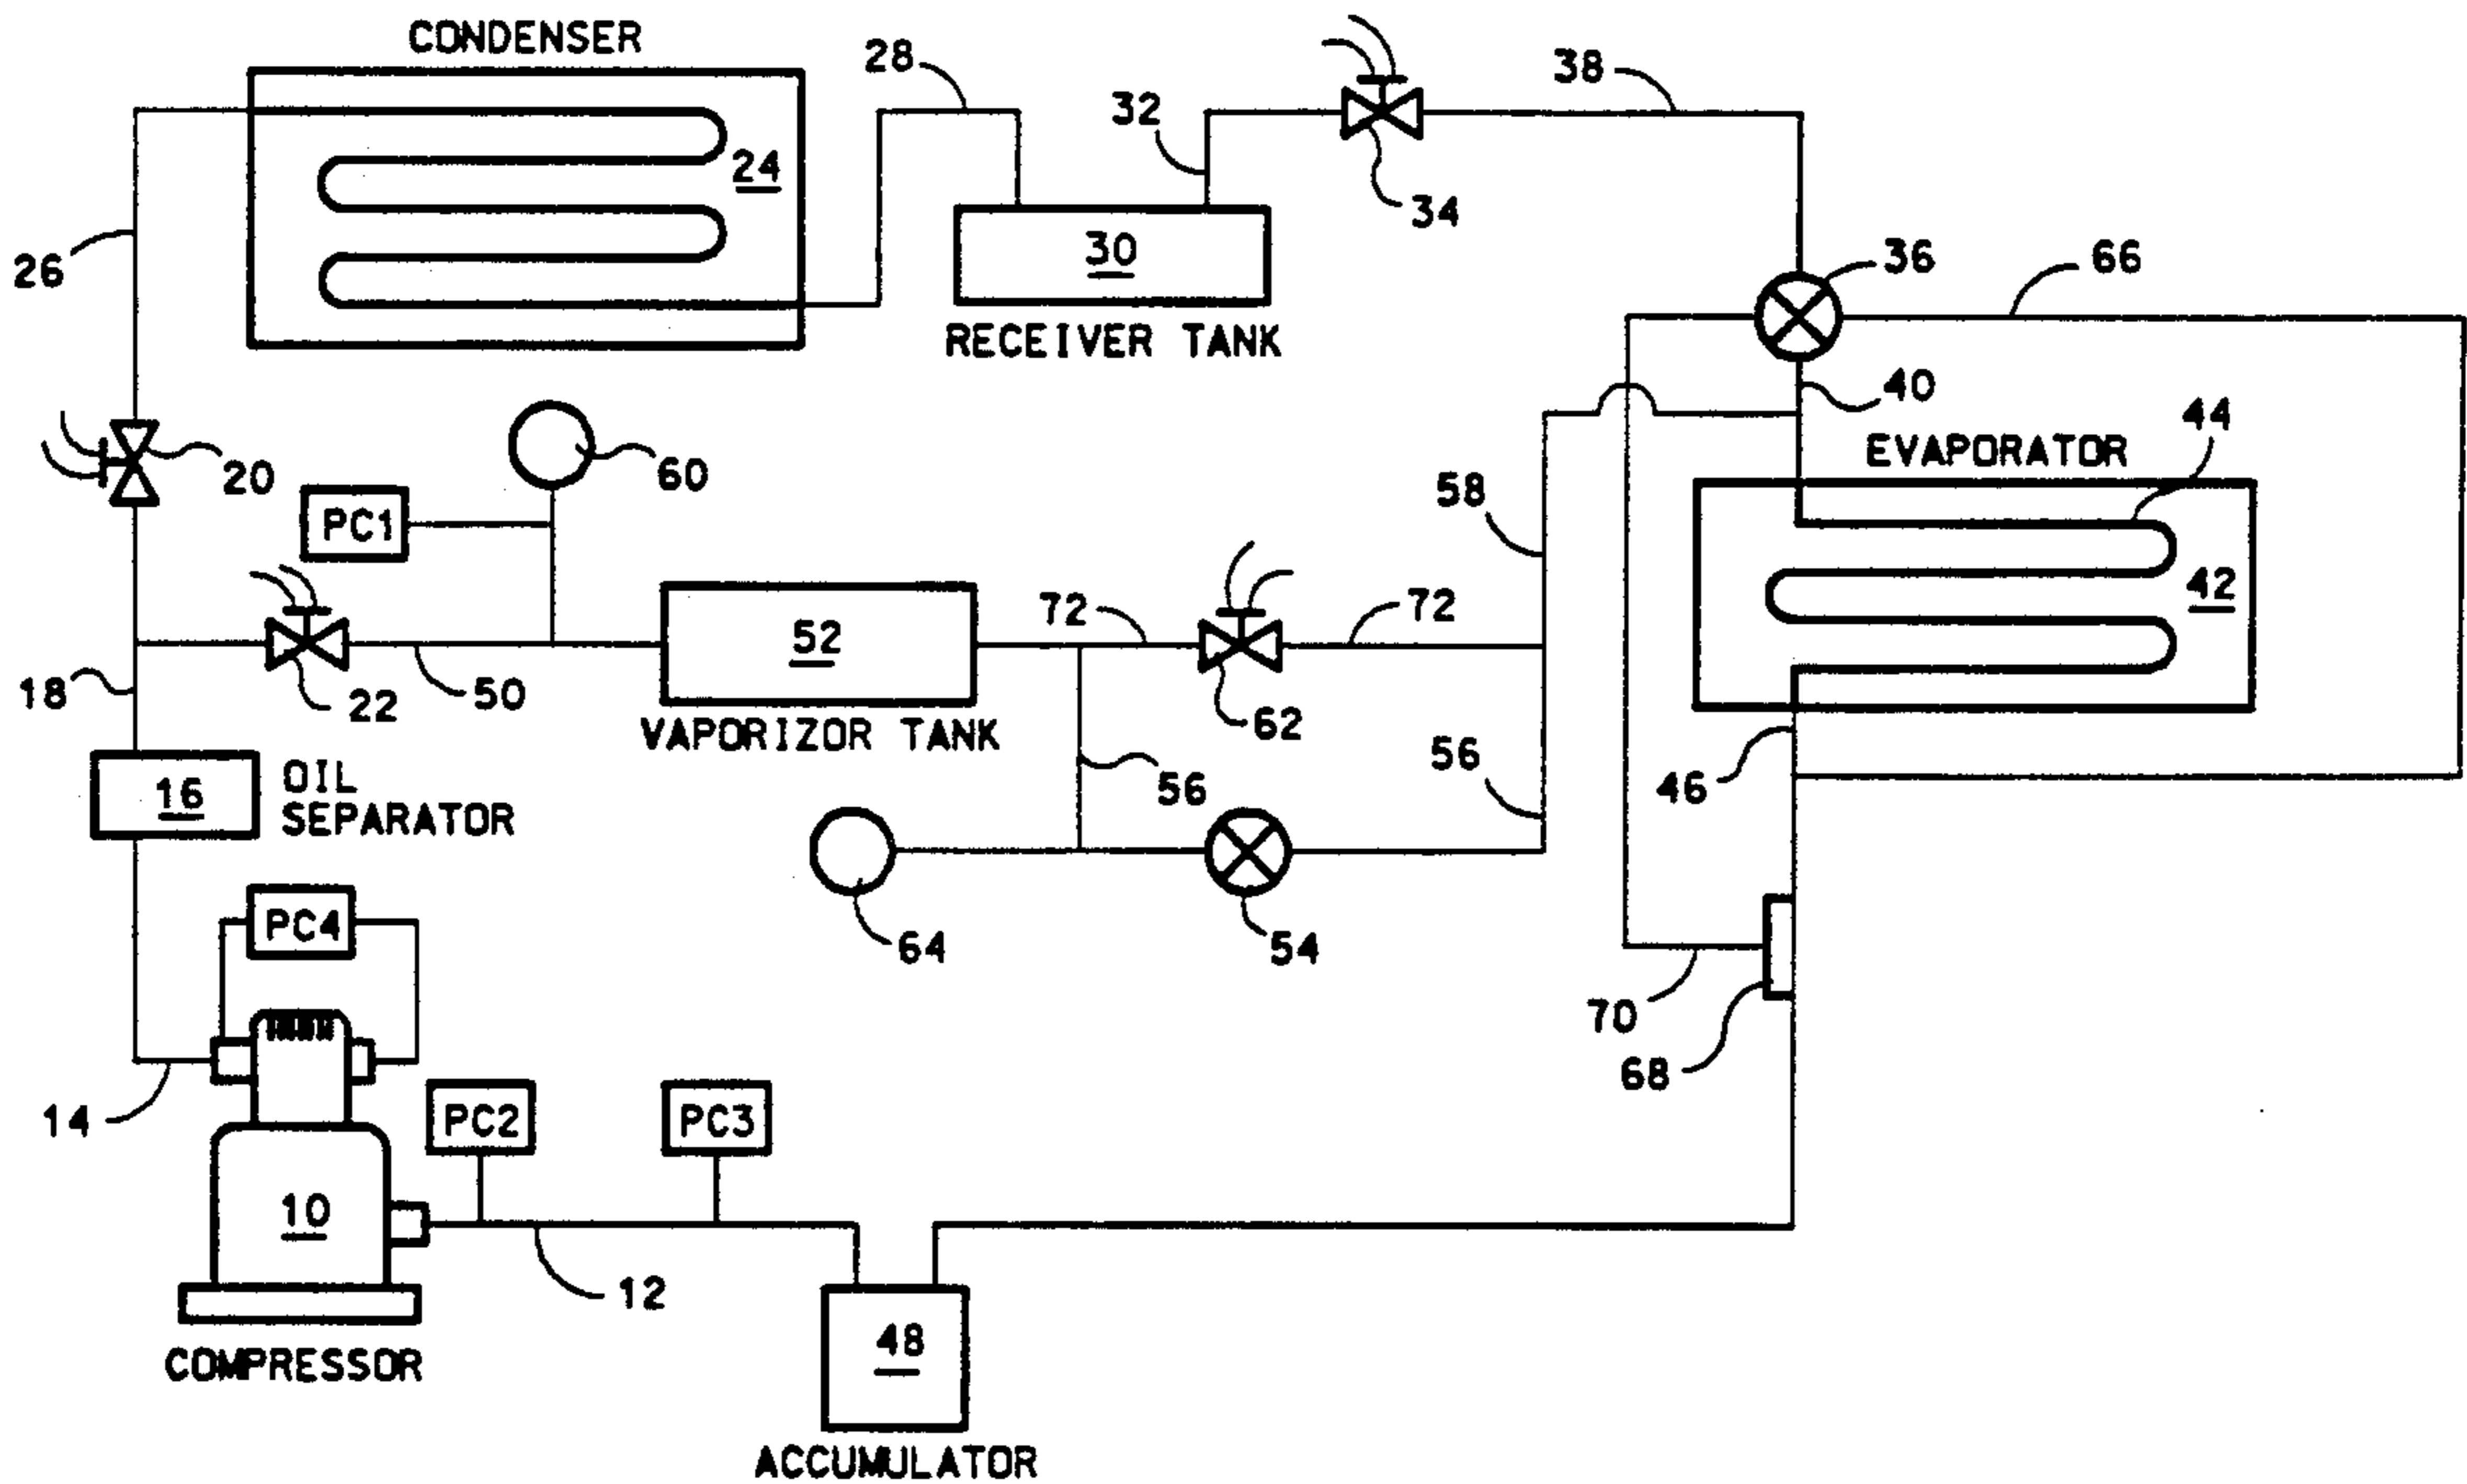 CONDENSER
28
38
32
24
34
26
30
36
66
RECEIVER TANK
40
44
EVAPORATOR
20
60
58
PC1
42
72
72
52
18
50
22
62
VAPORIZOR TANK
56
56
46
16
OIL
SEPARATOR
PC4
64
54
70
68
14
PC2
PC3
10
12
48
COMPRESSOR
ACCUMULATOR